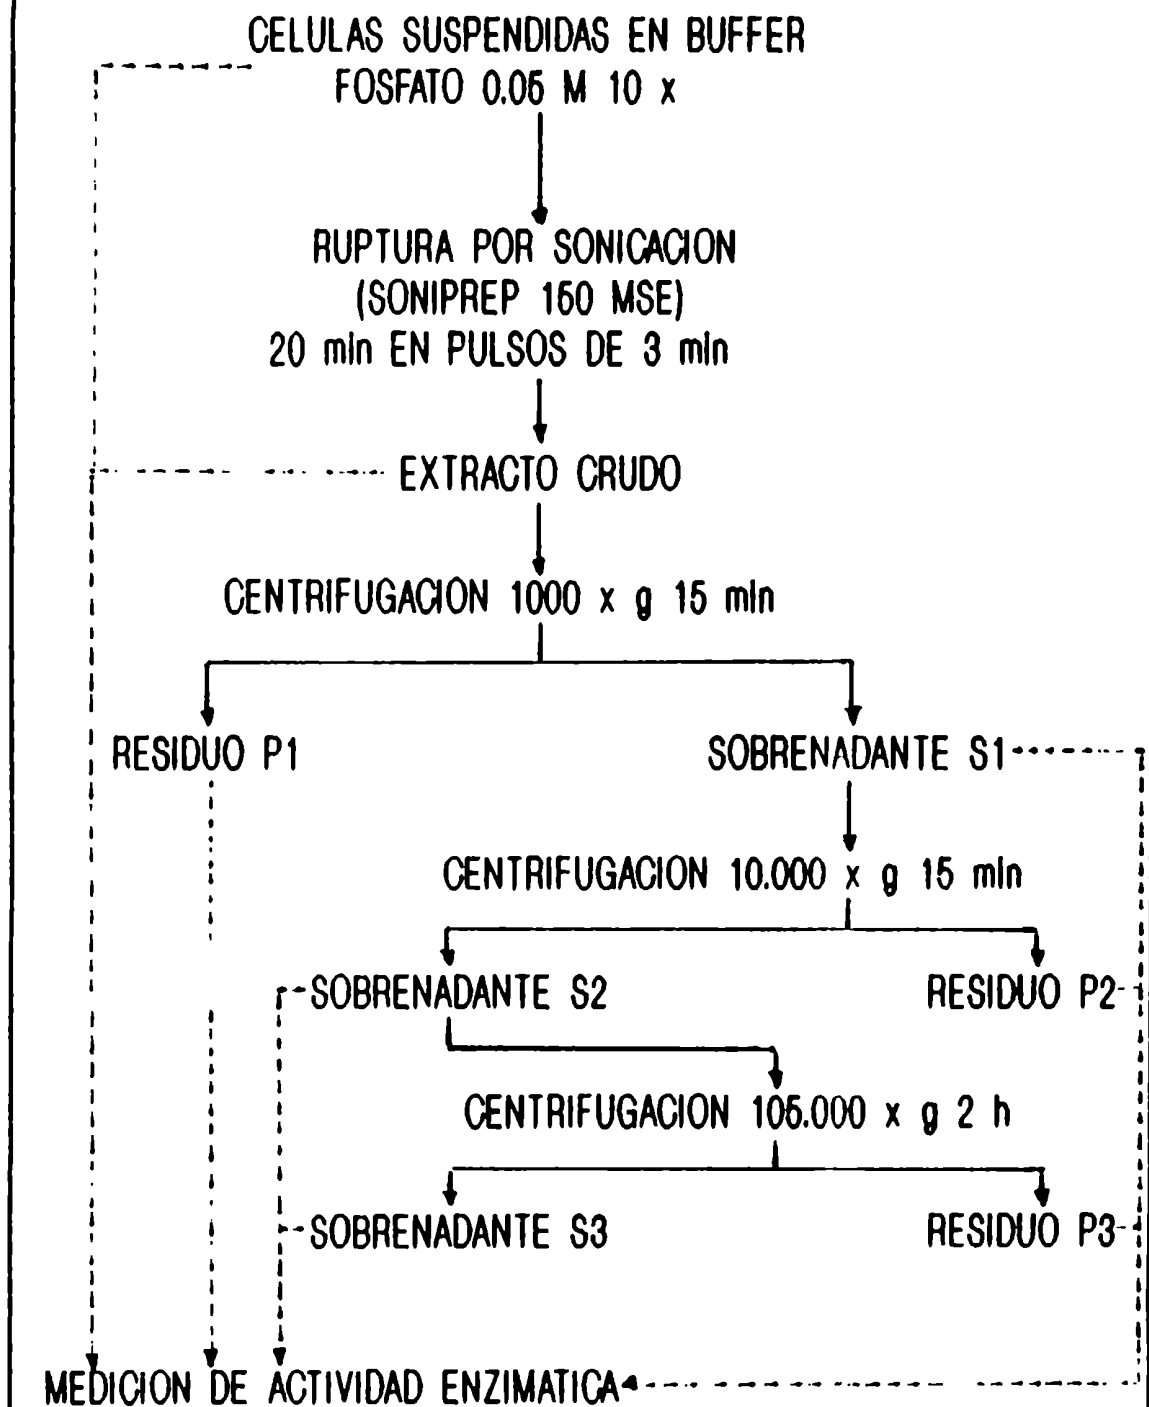 CELULAS SUSPENDIDAS EN BUFFER
FOSFATO 0.05 M 10 x
RUPTURA POR SONICACION
(SONIPREP 150 MSE)
20 min EN PULSOS DE 3 min
EXTRACTO CRUDO
CENTRIFUGACION 1000 x g 15 min
RESIDUO P1
SOBRENADANTE S1
CENTRIFUGACION 10.000 x g 15 min
SOBRENADANTE S2
RESIDUO P2
CENTRIFUGACION 105.000 x g 2 h
SOBRENADANTE S3
RESIDUO P3
MEDICION DE ACTIVIDAD ENZIMATICA